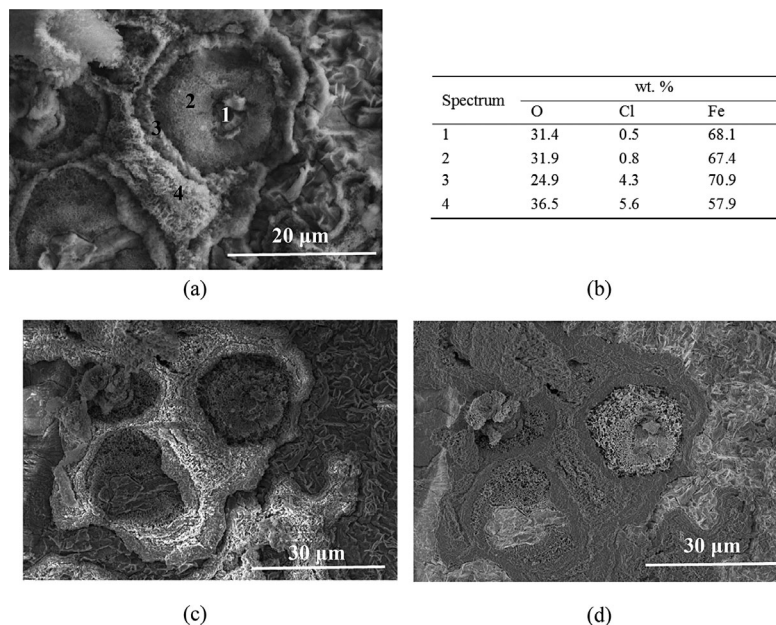 2
1
3
4
20 μm
(a)
Spectrum wt. %
O Cl Fe
1 31.4 0.5 68.1
2 31.9 0.8 67.4
3 24.9 4.3 70.9
4 36.5 5.6 57.9
(b)
30 μm
(c)
30 μm
(d)